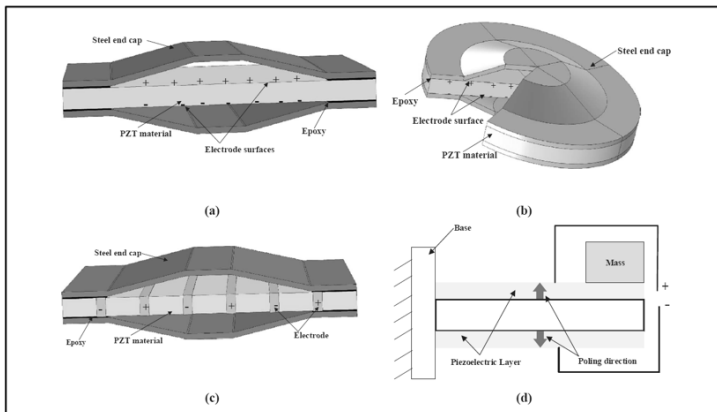 Steel end cap
+ + + + + + + +
PZT material
Electrode surfaces
Epoxy
(a)
Steel end cap
Epoxy
+ + +
Electrode surface
PZT material
(b)
Steel end cap
- - + - +
Epoxy
PZT material
Electrode
(c)
Base
Mass
+
-
Piezoelectric Layer
Poling direction
(d)